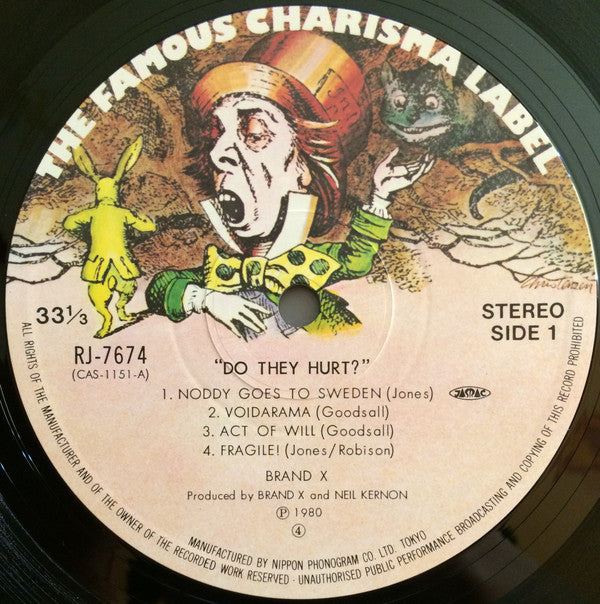 THE FAMOUS CHARISMA LABEL
33 1/3
STEREO
SIDE 1
RJ-7674
(CAS-1151-A)
"DO THEY HURT?"
1. NODDY GOES TO SWEDEN (Jones)
JASRAC
2. VOIDARAMA (Goodsall)
3. ACT OF WILL (Goodsall)
4. FRAGILE! (Jones/Robison)
BRAND X
Produced by BRAND X and NEIL KERNON
Ⓟ 1980
④
MANUFACTURED BY NIPPON PHONOGRAM CO. LTD. TOKYO
ALL RIGHTS OF THE MANUFACTURER AND OF THE OWNER OF THE RECORDED WORK RESERVED · UNAUTHORISED PUBLIC PERFORMANCE BROADCASTING AND COPYING OF THIS RECORD PROHIBITED